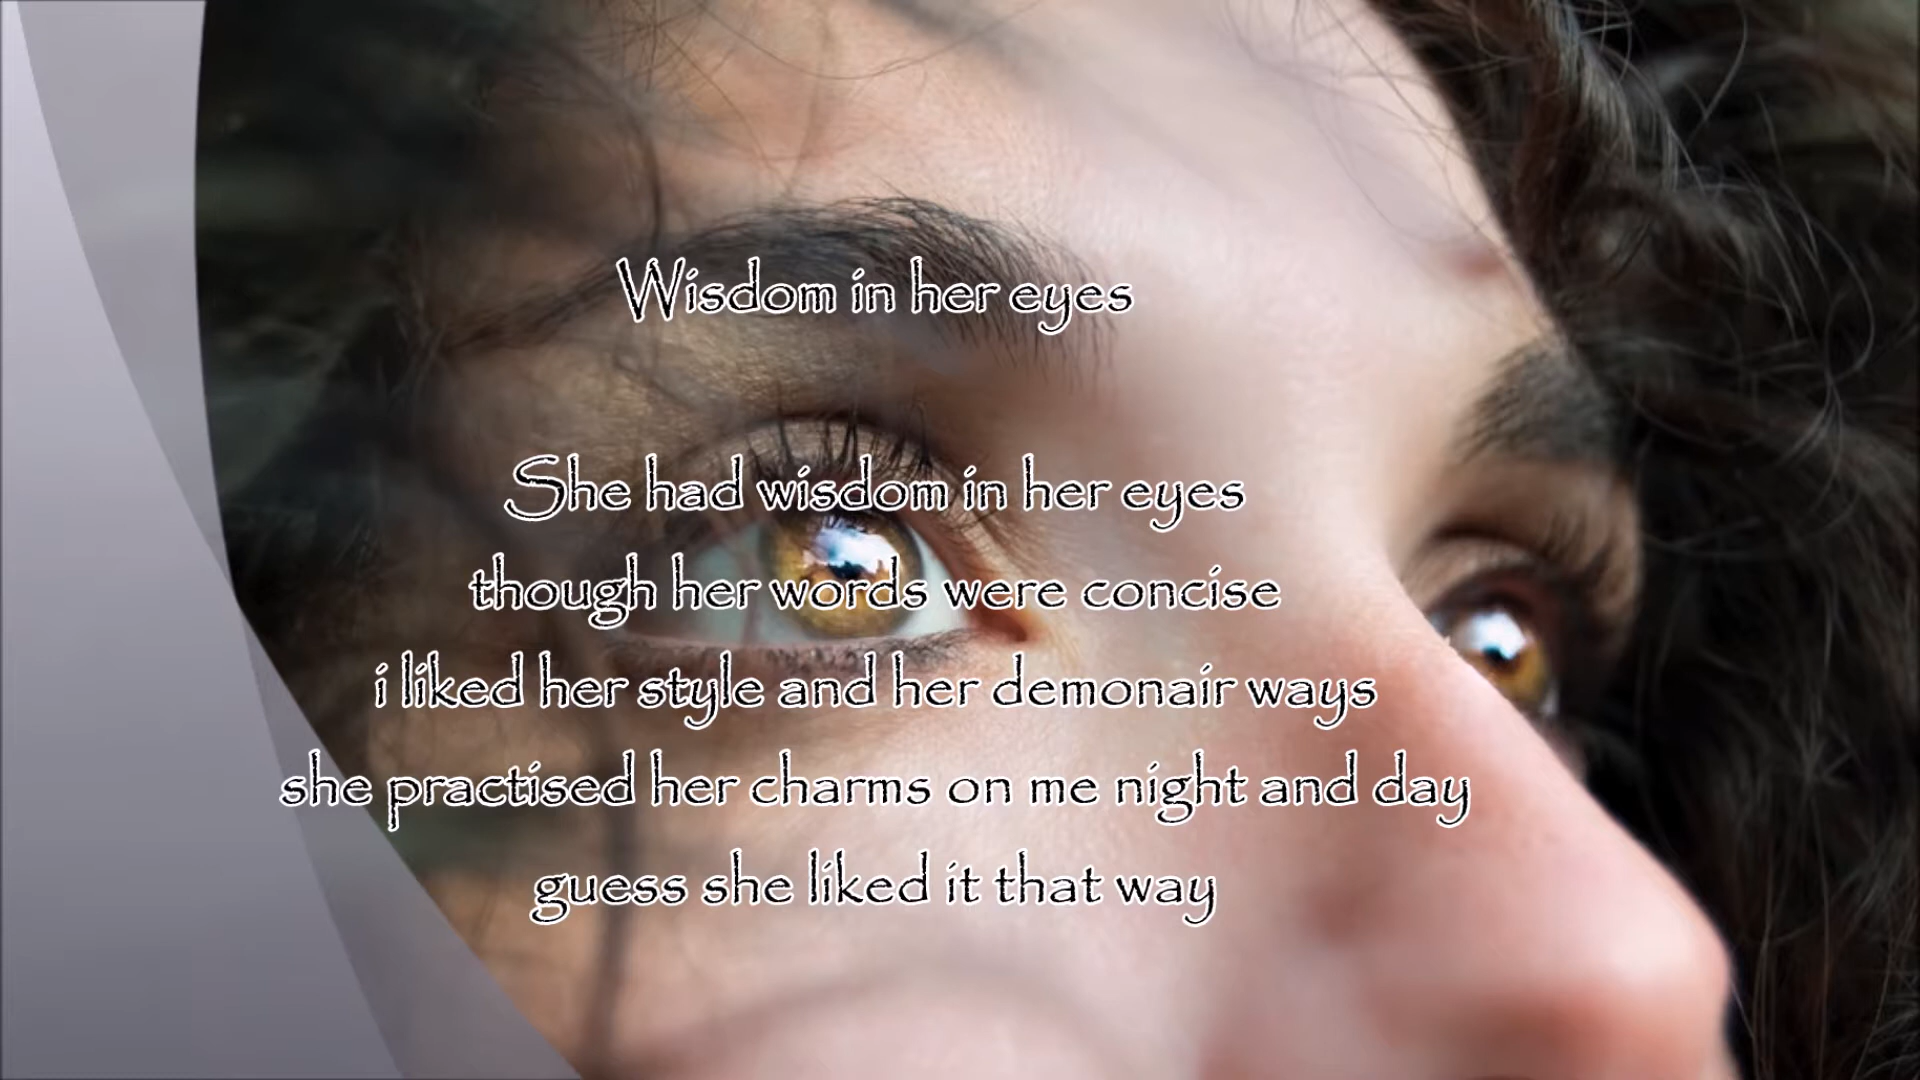 Wisdom in her eyes
She had wisdom in her eyes
though her words were concise
i liked her style and her demonair ways
she practised her charms on me night and day
guess she liked it that way